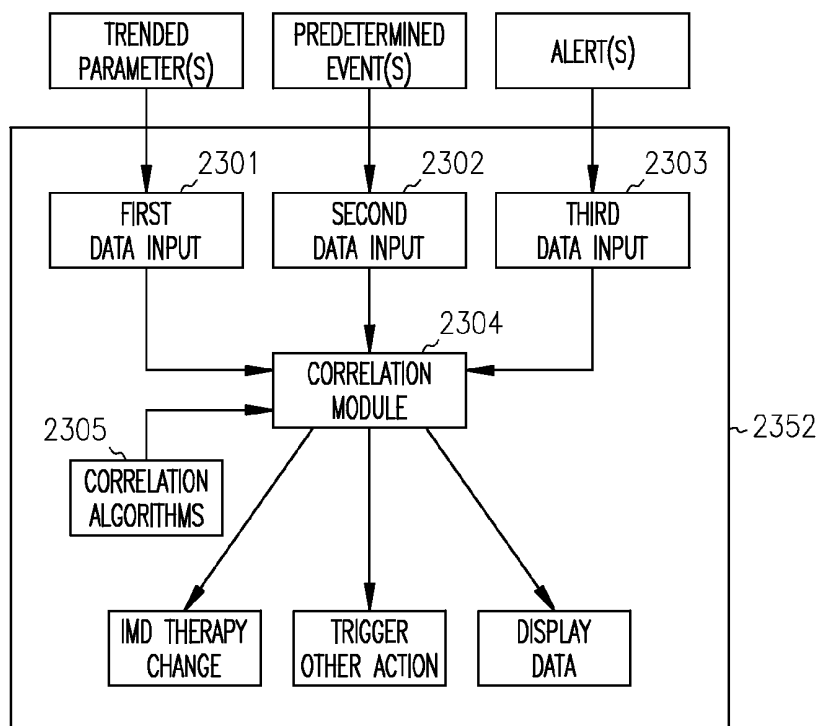 TRENDED
PARAMETER(S)
PREDETERMINED
EVENT(S)
ALERT(S)
2301
2302
2303
FIRST
DATA INPUT
SECOND
DATA INPUT
THIRD
DATA INPUT
2304
CORRELATION
MODULE
2305
CORRELATION
ALGORITHMS
2352
IMD THERAPY
CHANGE
TRIGGER
OTHER ACTION
DISPLAY
DATA